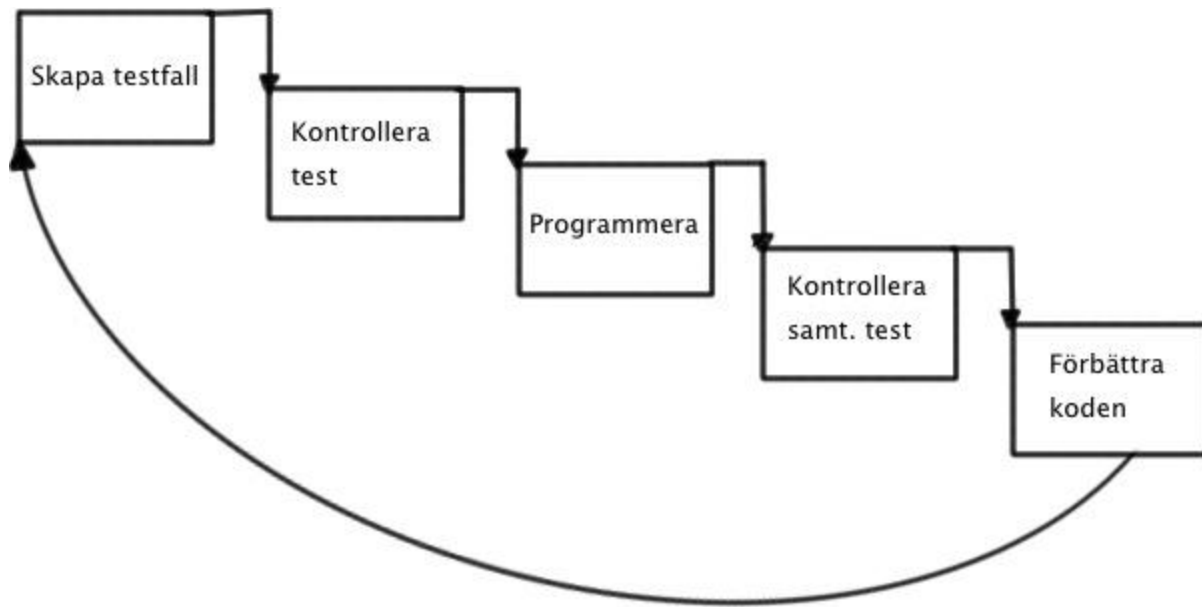 Skapa testfall
Kontrollera
test
Programmera
Kontrollera
samt. test
Förbättra
koden